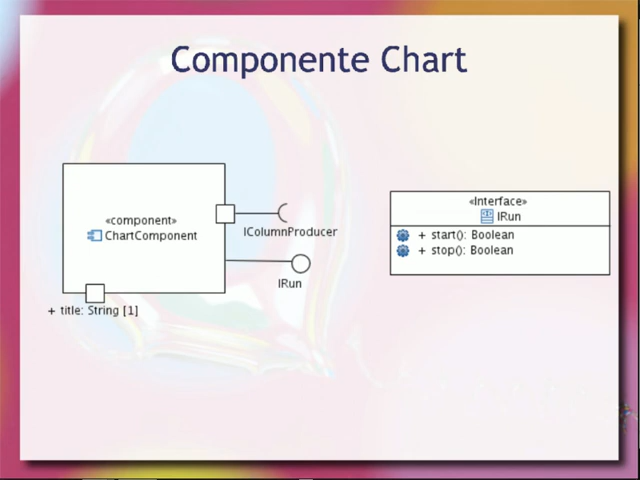 Componente Chart
«component»
ChartComponent
IColumnProducer
IRun
+ title: String [1]
«Interface»
IRun
+ start(): Boolean
+ stop(): Boolean